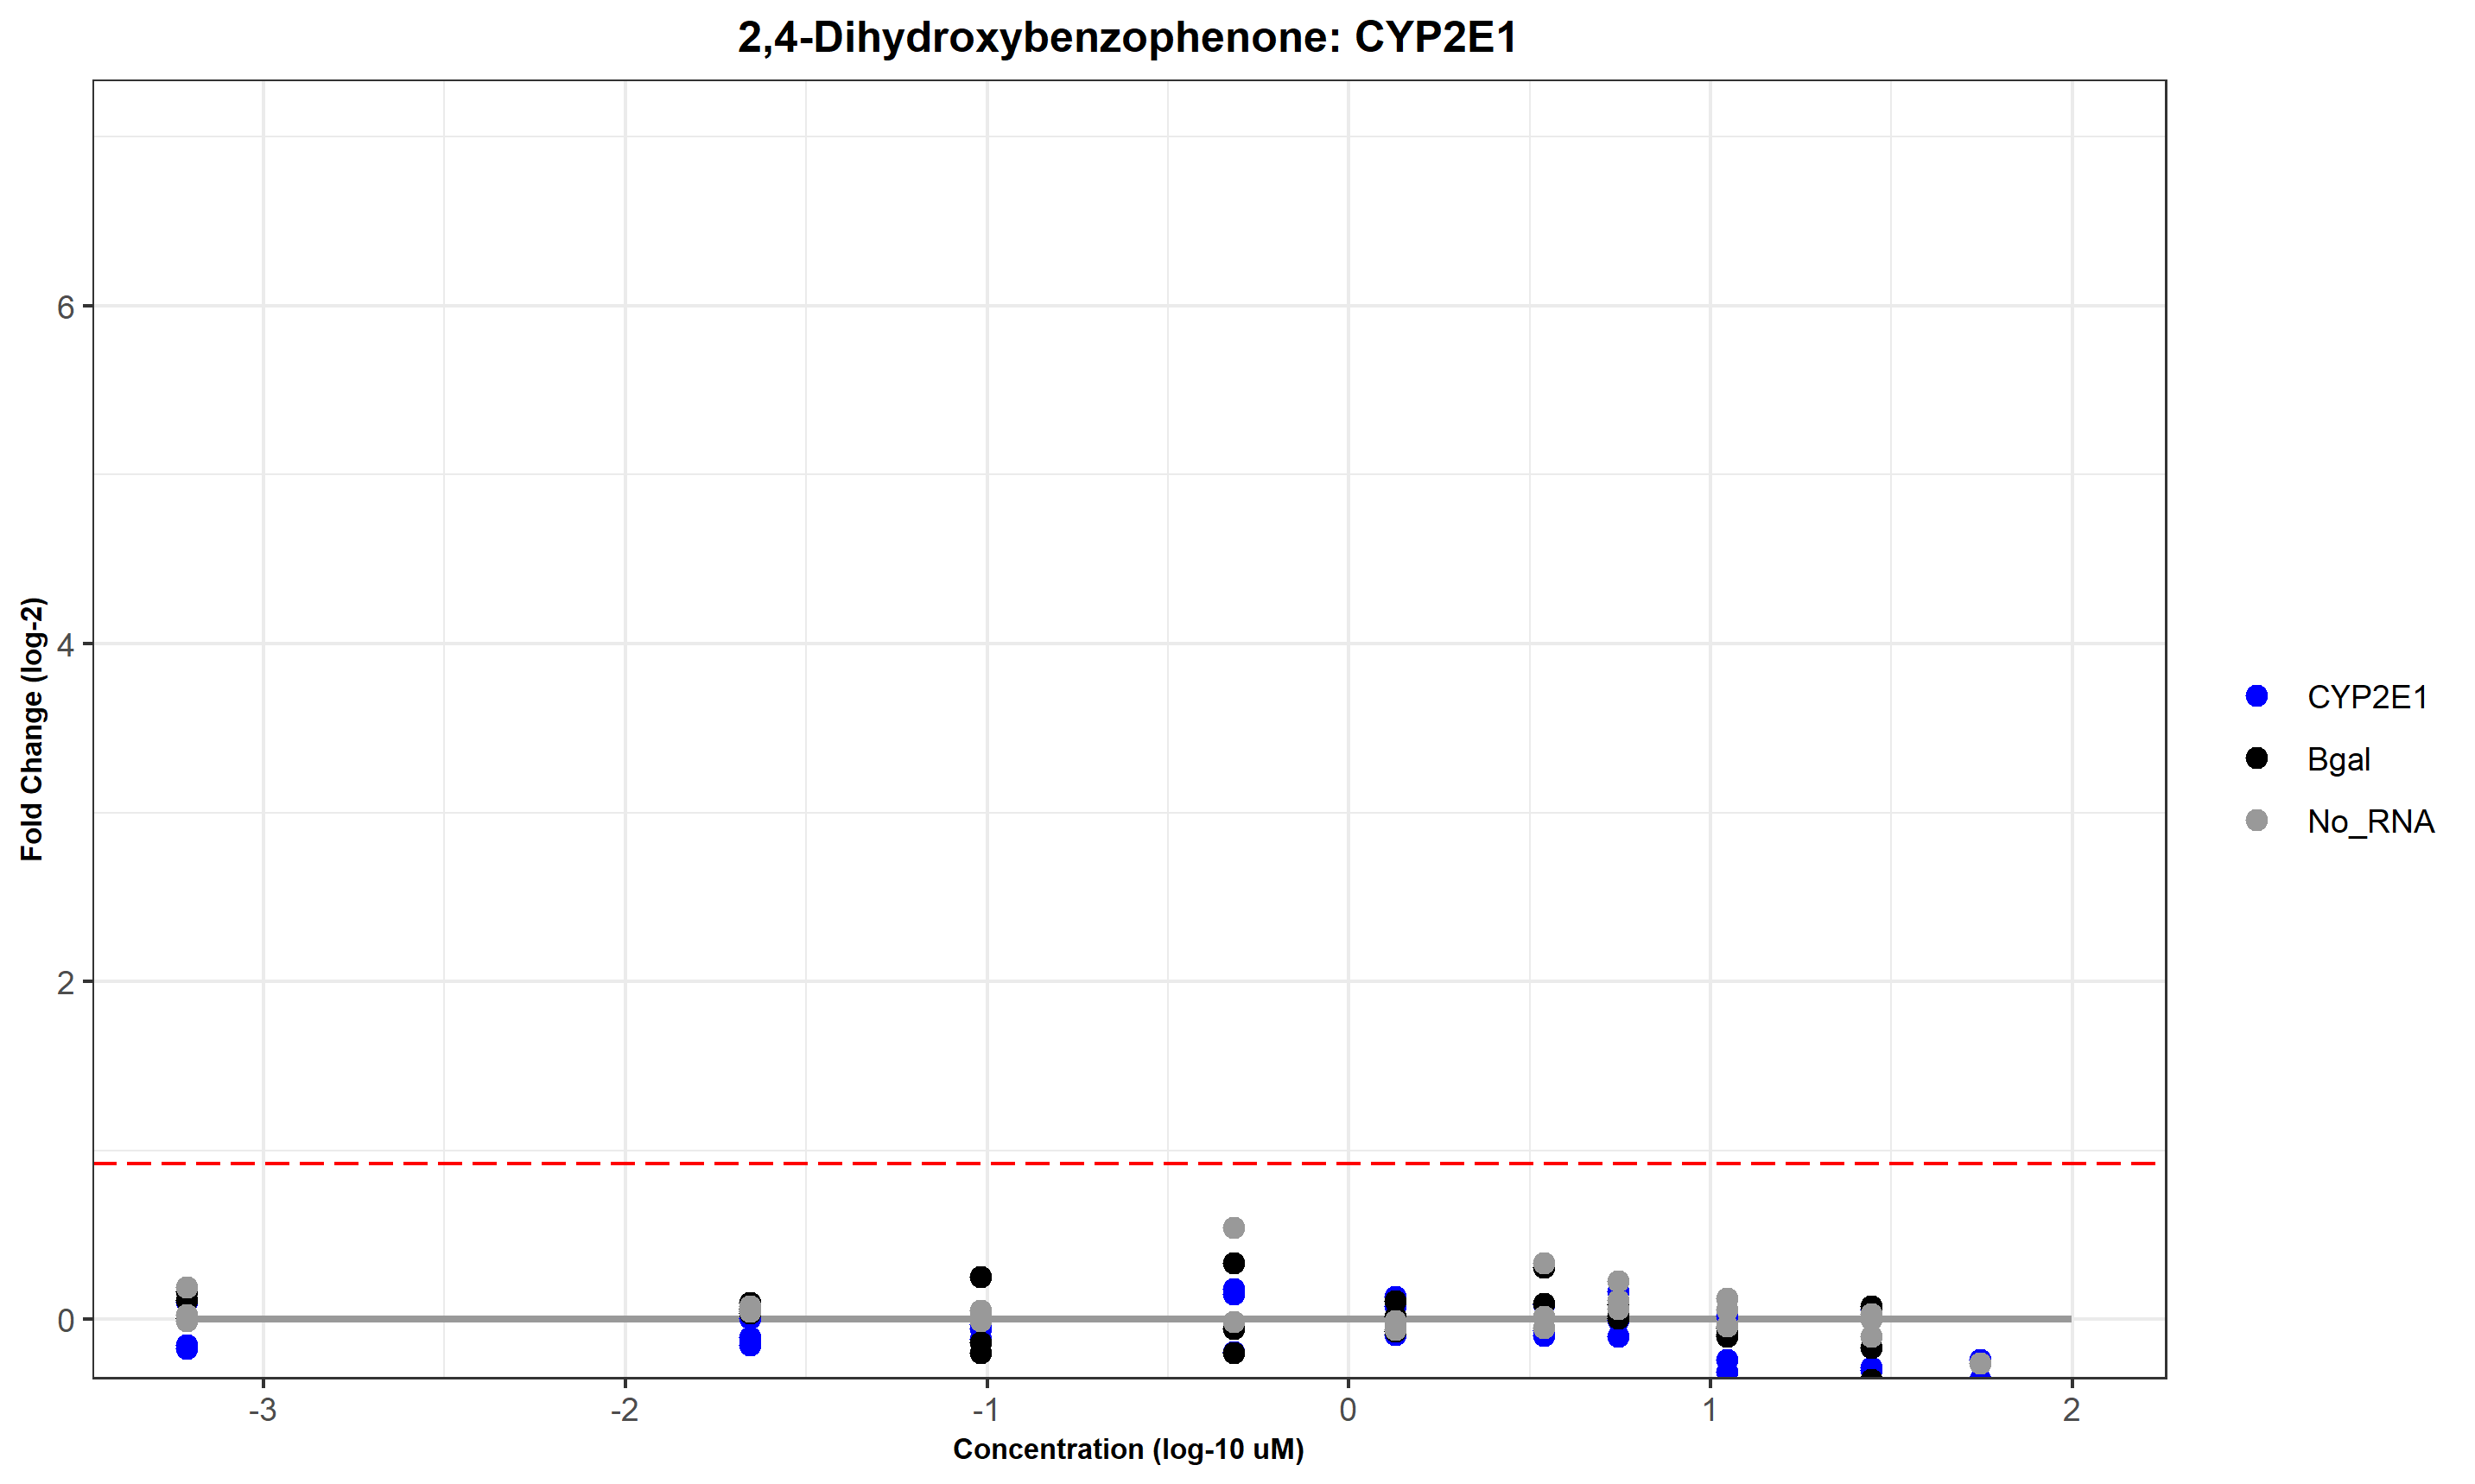 2,4-Dihydroxybenzophenone: CYP2E1
Fold Change (log-2)
6
4
2
0
-3
-2
-1
0
1
2
Concentration (log-10 uM)
CYP2E1
Bgal
No_RNA